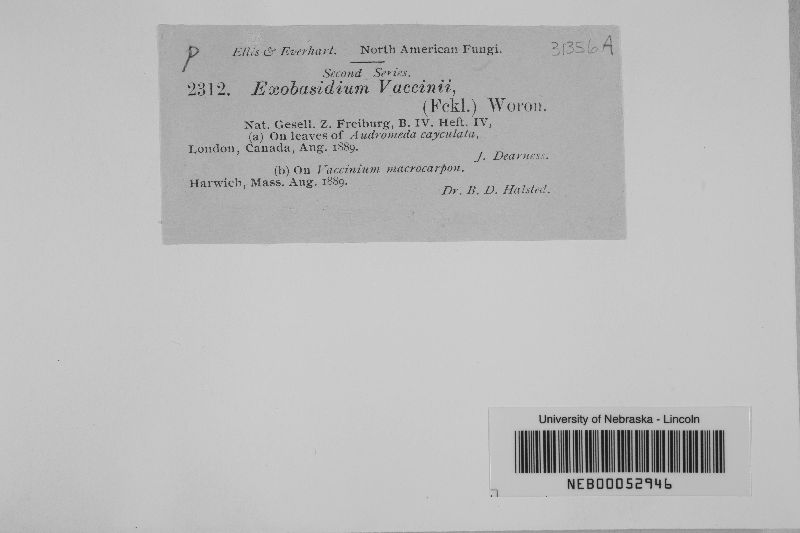 P Ellis & Everhart. North American Fungi. 31356A
Second Series.
2312. Exobasidium Vaccinii,
(Fckl.) Woron.
Nat. Gesell. Z. Freiburg, B. IV. Heft. IV,
(a) On leaves of Audromeda cayculata,
London, Canada, Aug. 1889.
J. Dearness.
(b) On Vaccinium macrocarpon.
Harwich, Mass. Aug. 1889.
Dr. B. D. Halsted.
University of Nebraska - Lincoln
NEB00052946